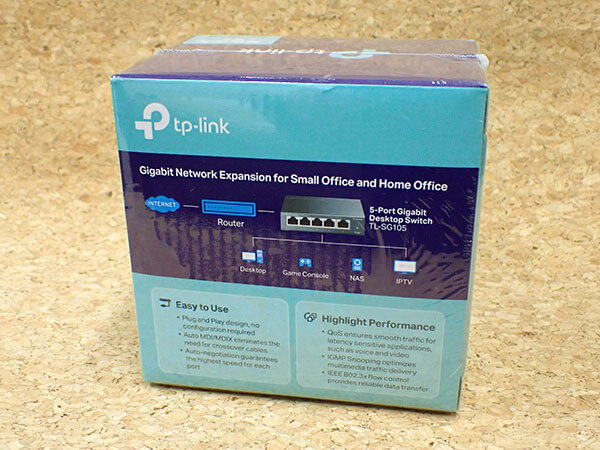 tp-link
tp-link
Gigabit Network Expansion for Small Office and Home Office
INTERNET
Router
5-Port Gigabit
Desktop Switch
TL-SG105
Desktop
Game Console
NAS
IPTV
Easy to Use
• Plug and Play design, no
configuration required
• Auto MDI/MDIX eliminates the
need for crossover cables
• Auto-negotiation guarantees
the highest speed for each
port
Highlight Performance
• QoS ensures smooth traffic for
latency sensitive applications,
such as voice and video
• IGMP Snooping optimizes
multimedia traffic delivery
• IEEE 802.3x flow control
provides reliable data transfer